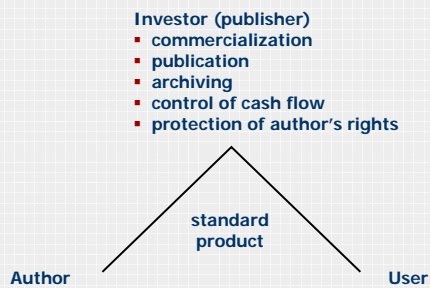 Investor (publisher)
▪ commercialization
▪ publication
▪ archiving
▪ control of cash flow
▪ protection of author's rights
standard
product
Author
User